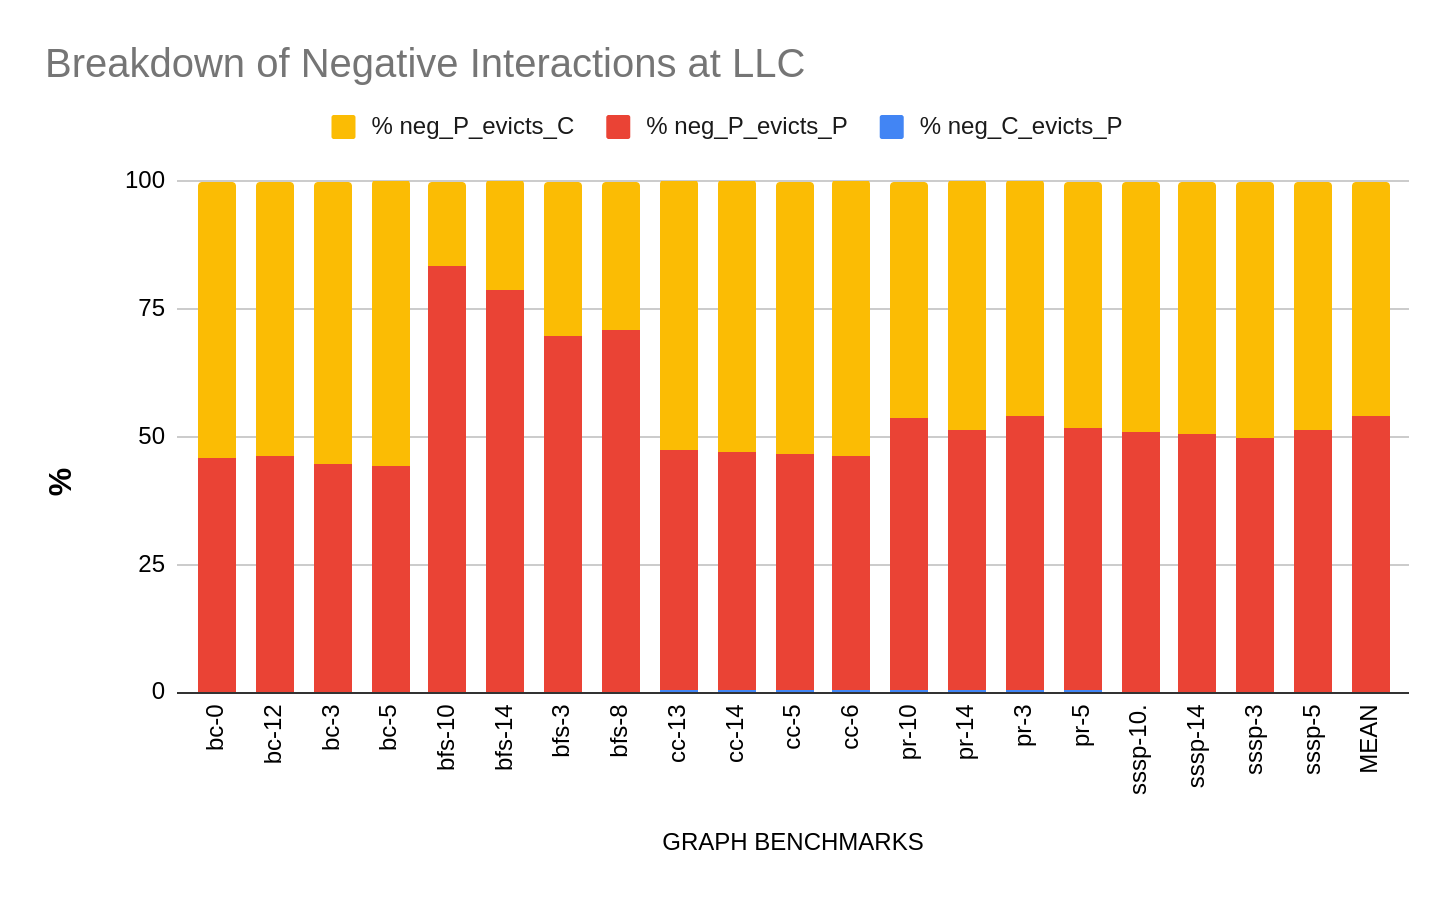 Breakdown of Negative Interactions at LLC
% neg_P_evicts_C % neg_P_evicts_P % neg_C_evicts_P
100
75
50
25
0
%
bc-0 bc-12 bc-3 bc-5 bfs-10 bfs-14 bfs-3 bfs-8 cc-13 cc-14 cc-5 cc-6 pr-10 pr-14 pr-3 pr-5 sssp-10. sssp-14 sssp-3 sssp-5 MEAN
GRAPH BENCHMARKS